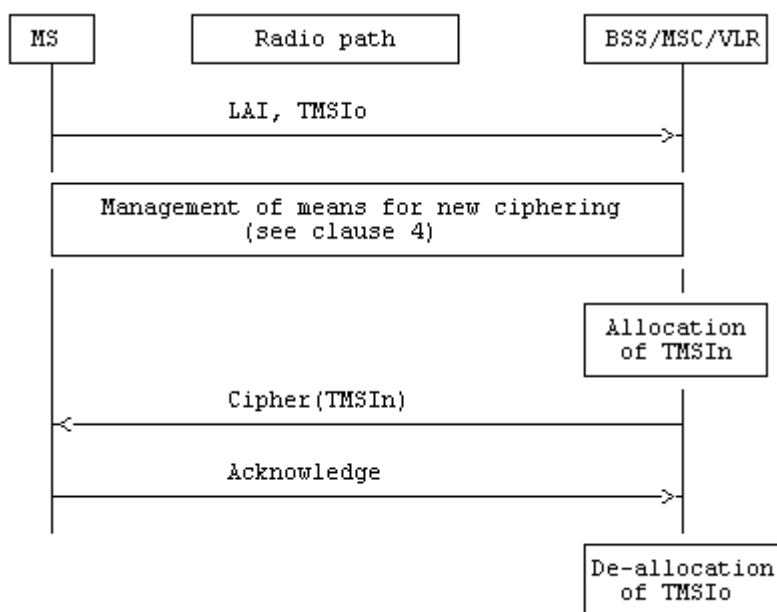 MS
Radio path
BSS/MSC/VLR
LAI, TMSIo
Management of means for new ciphering
(see clause 4)
Allocation
of TMSIn
Cipher(TMSIn)
Acknowledge
De-allocation
of TMSIo